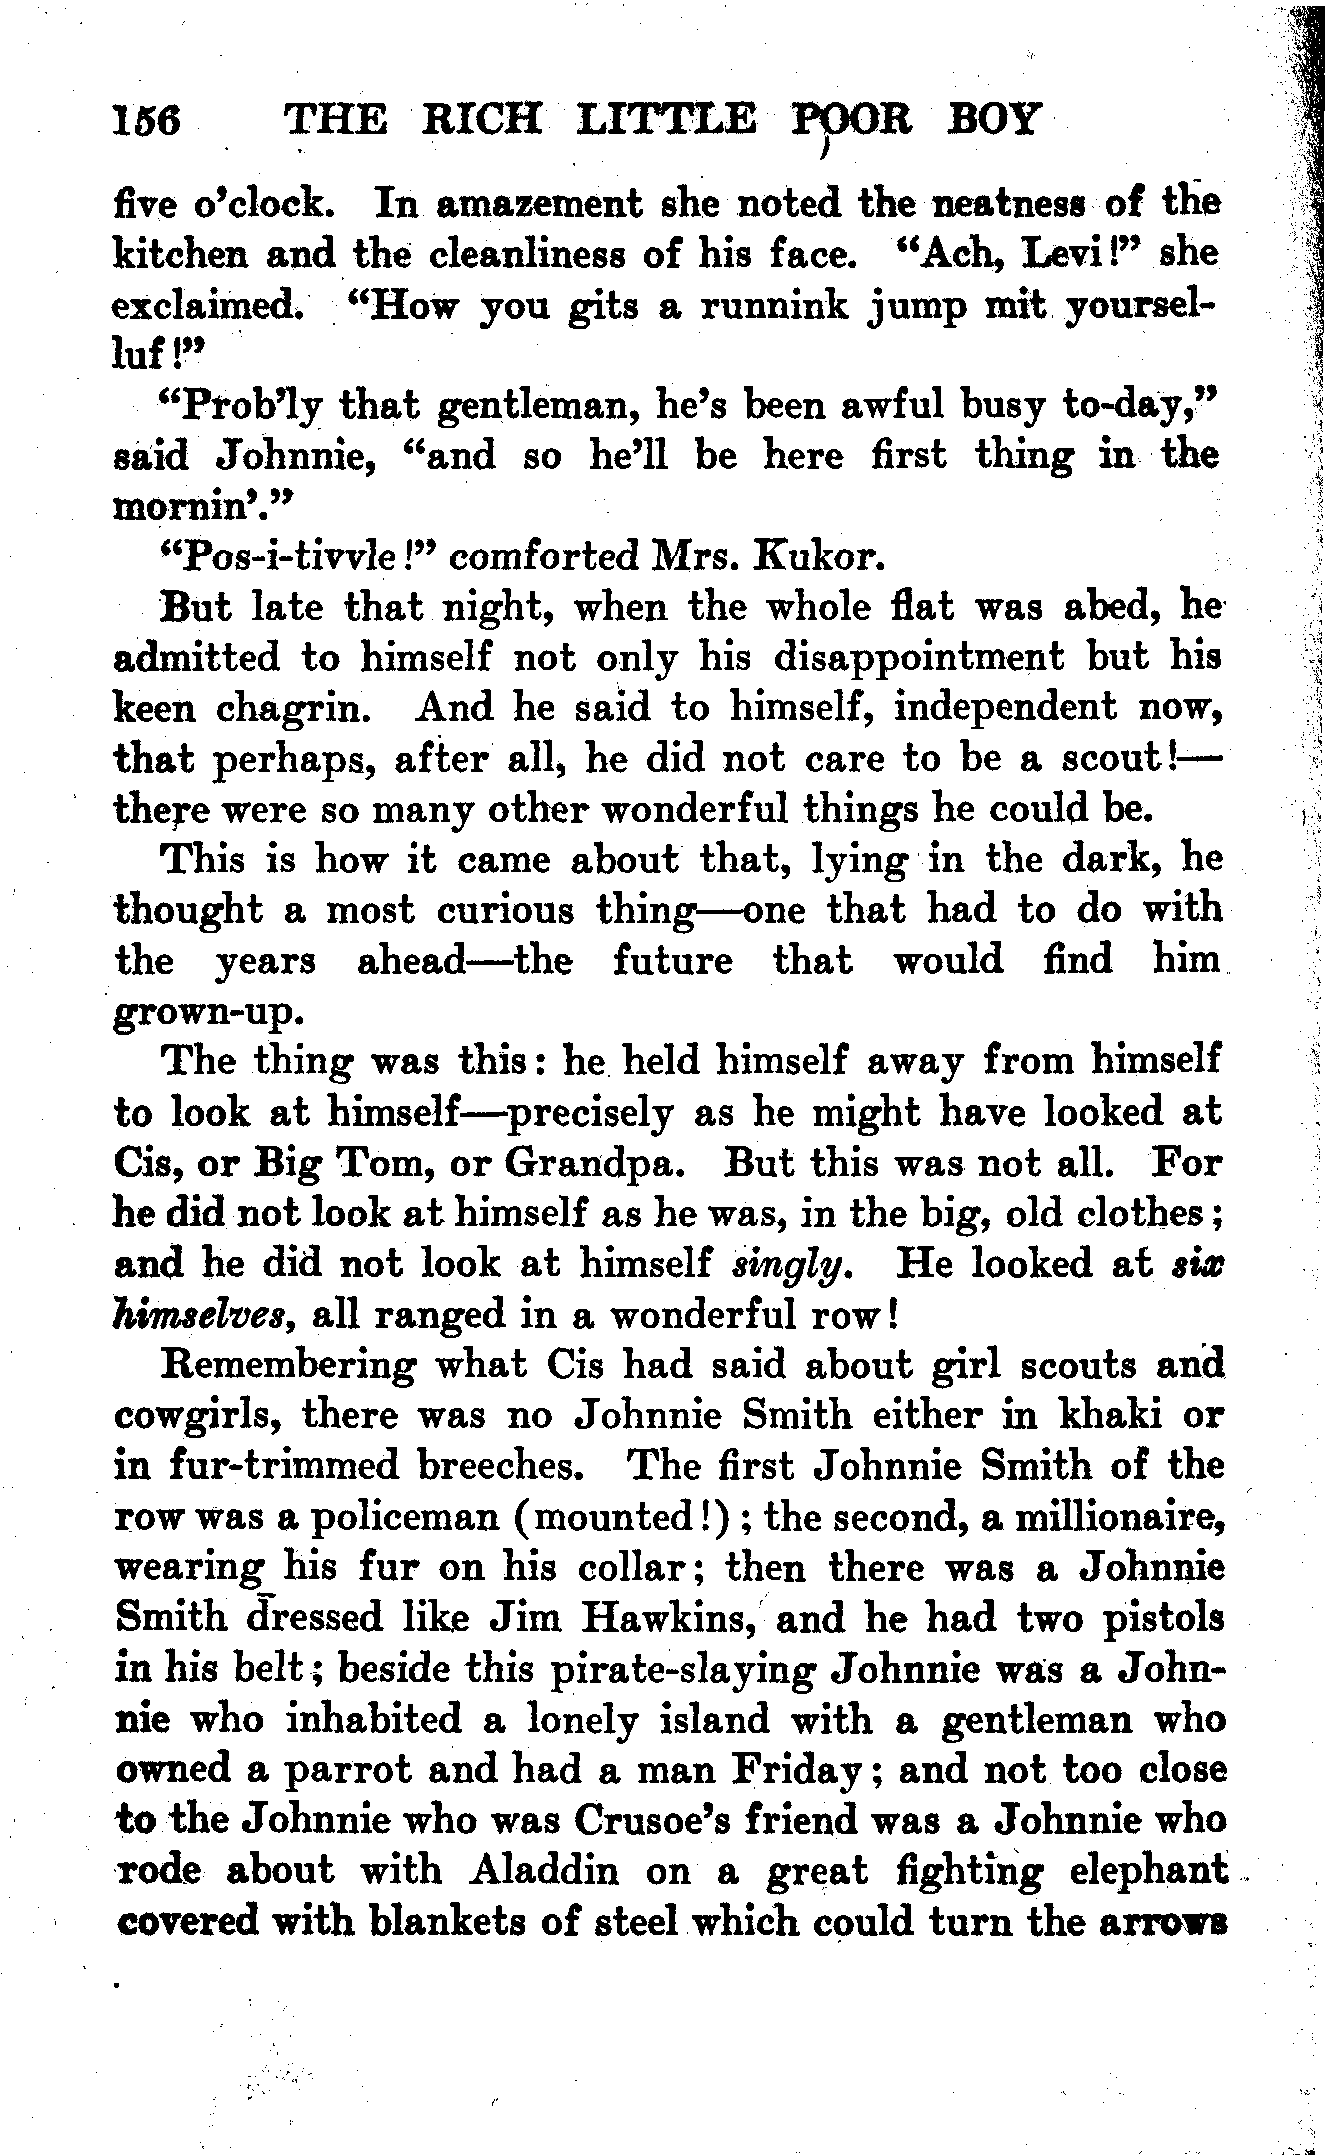 156 THE RICH LITTLE POOR BOY
five o'clock. In amazement she noted the neatness of the
kitchen and the cleanliness of his face. "Ach, Levi!" she
exclaimed. "How you gits a runnink jump mit yoursel-
luf!"
"Prob'ly that gentleman, he's been awful busy to-day,"
said Johnnie, "and so he'll be here first thing in the
mornin'."
"Pos-i-tivvle!" comforted Mrs. Kukor.
But late that night, when the whole flat was abed, he
admitted to himself not only his disappointment but his
keen chagrin. And he said to himself, independent now,
that perhaps, after all, he did not care to be a scout!—
there were so many other wonderful things he could be.
This is how it came about that, lying in the dark, he
thought a most curious thing—one that had to do with
the years ahead—the future that would find him
grown-up.
The thing was this: he held himself away from himself
to look at himself—precisely as he might have looked at
Cis, or Big Tom, or Grandpa. But this was not all. For
he did not look at himself as he was, in the big, old clothes;
and he did not look at himself singly. He looked at six
himselves, all ranged in a wonderful row!
Remembering what Cis had said about girl scouts and
cowgirls, there was no Johnnie Smith either in khaki or
in fur-trimmed breeches. The first Johnnie Smith of the
row was a policeman (mounted!); the second, a millionaire,
wearing his fur on his collar; then there was a Johnnie
Smith dressed like Jim Hawkins, and he had two pistols
in his belt; beside this pirate-slaying Johnnie was a John-
nie who inhabited a lonely island with a gentleman who
owned a parrot and had a man Friday; and not too close
to the Johnnie who was Crusoe's friend was a Johnnie who
rode about with Aladdin on a great fighting elephant
covered with blankets of steel which could turn the arrows